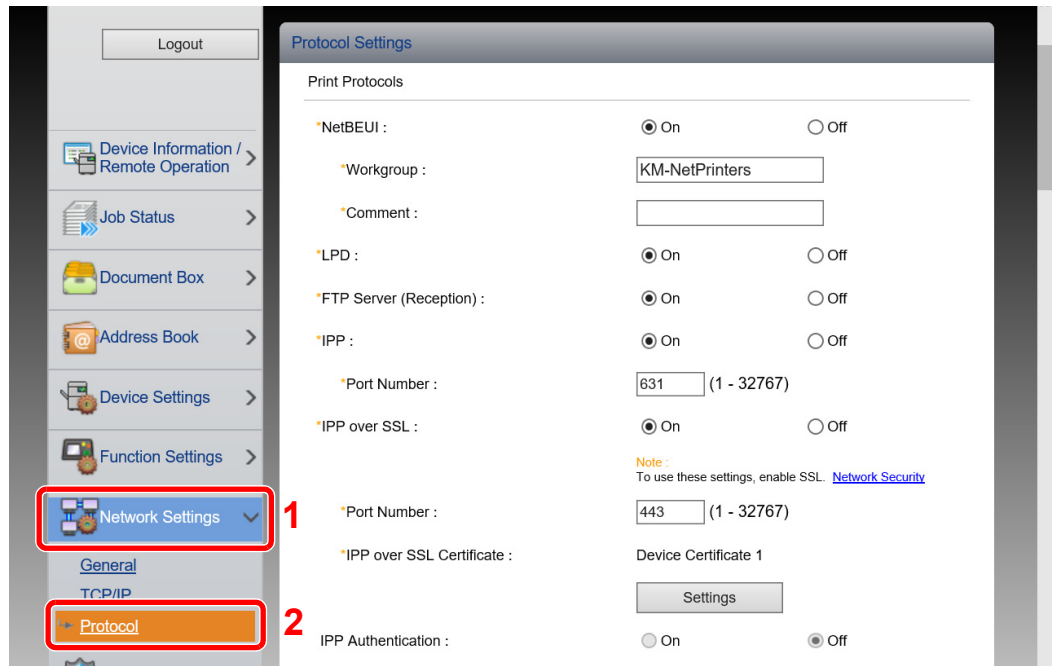 Logout
Device Information /
Remote Operation
Job Status
Document Box
@
Address Book
Device Settings
Function Settings
Network Settings
1
General
TCP/IP
Protocol
2
Protocol Settings
Print Protocols
*NetBEUI : On Off
*Workgroup : KM-NetPrinters
*Comment :
*LPD : On Off
*FTP Server (Reception) : On Off
*IPP : On Off
*Port Number : 631 (1 - 32767)
*IPP over SSL : On Off
Note :
To use these settings, enable SSL. Network Security
*Port Number : 443 (1 - 32767)
*IPP over SSL Certificate : Device Certificate 1
Settings
IPP Authentication : On Off